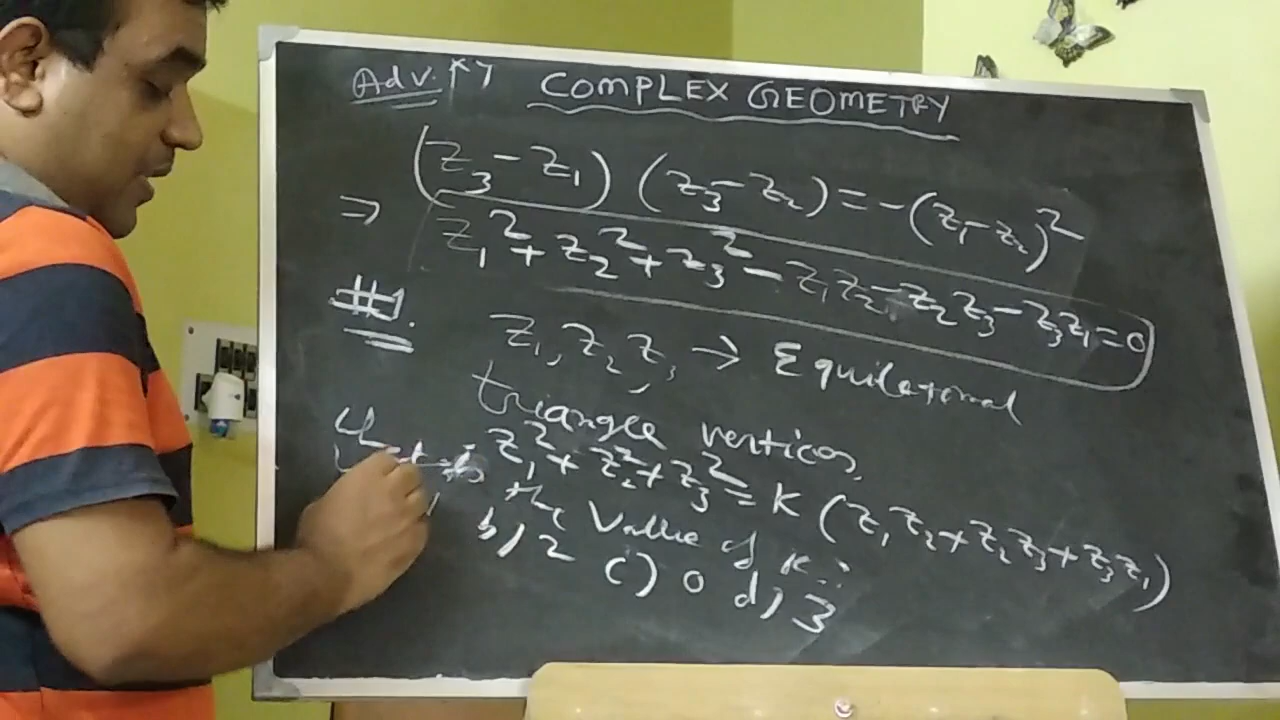 Adv. COMPLEX GEOMETRY
(z₃ - z₁) (z₃ - z₂) = - (z₁ - z₂)²
⇒ z₁² + z₂² + z₃² - z₁z₂ - z₂z₃ - z₃z₁ = 0
#1. z₁, z₂, z₃ → Equilateral
triangle vertices,
If z₁² + z₂² + z₃² = K (z₁z₂ + z₂z₃ + z₃z₁)
the value of K:
b) 2 c) 0 d) 3